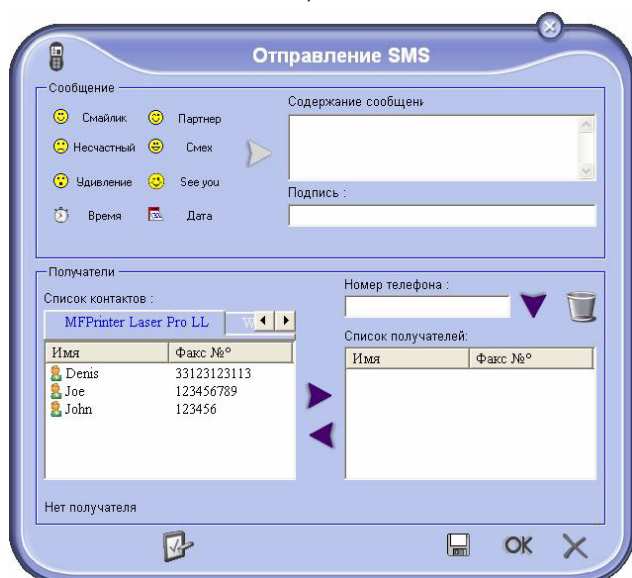 Отправление SMS
Сообщение
Смайлик Партнер
Несчастный Смех
Удивление See you
Время Дата
Содержание сообщени
Подпись :
Получатели
Список контактов :
MFPrinter Laser Pro LL
Имя Факс №°
Denis 33123123113
Joe 123456789
John 123456
Номер телефона :
Список получателей:
Имя Факс №°
Нет получателя
OK